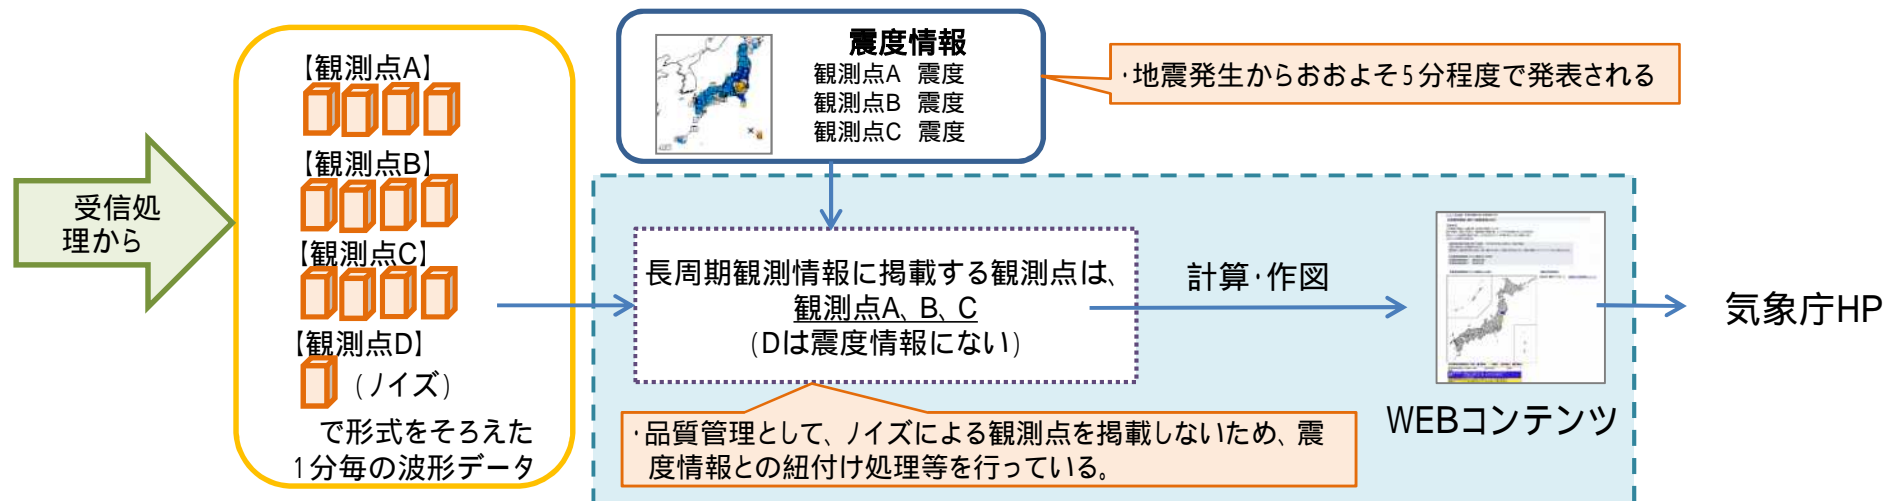 受信処
理から
【観測点A】
【観測点B】
【観測点C】
【観測点D】
(ノイズ)
で形式をそろえた
1分毎の波形データ
震度情報
観測点A 震度
観測点B 震度
観測点C 震度
・地震発生からおおよそ5分程度で発表される
長周期観測情報に掲載する観測点は、
観測点A、B、C
(Dは震度情報にない)
・品質管理として、ノイズによる観測点を掲載しないため、震
度情報との紐付け処理等を行っている。
計算・作図
WEBコンテンツ
気象庁HP